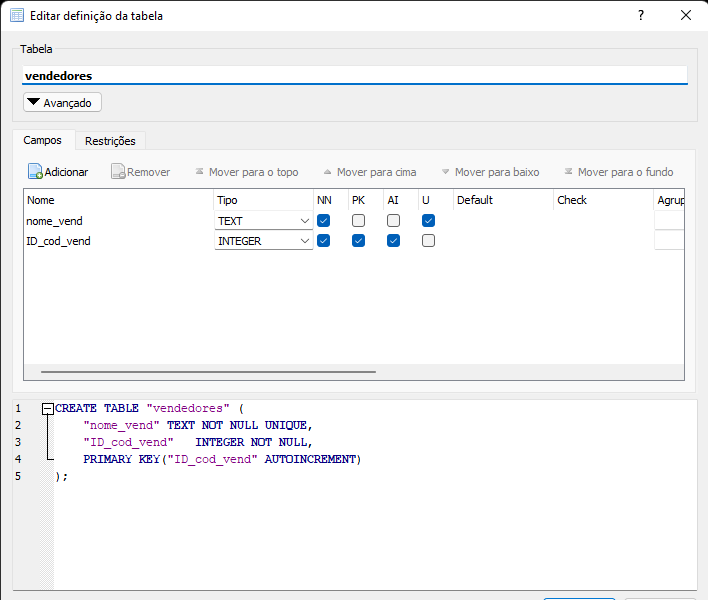 Editar definição da tabela ?
Tabela
vendedores
Avançado
Campos Restrições
Adicionar Remover Mover para o topo Mover para cima Mover para baixo Mover para o fundo
Nome Tipo NN PK AI U Default Check Agrup
nome_vend TEXT
ID_cod_vend INTEGER
1 CREATE TABLE "vendedores" (
2 "nome_vend" TEXT NOT NULL UNIQUE,
3 "ID_cod_vend" INTEGER NOT NULL,
4 PRIMARY KEY("ID_cod_vend" AUTOINCREMENT)
5 );